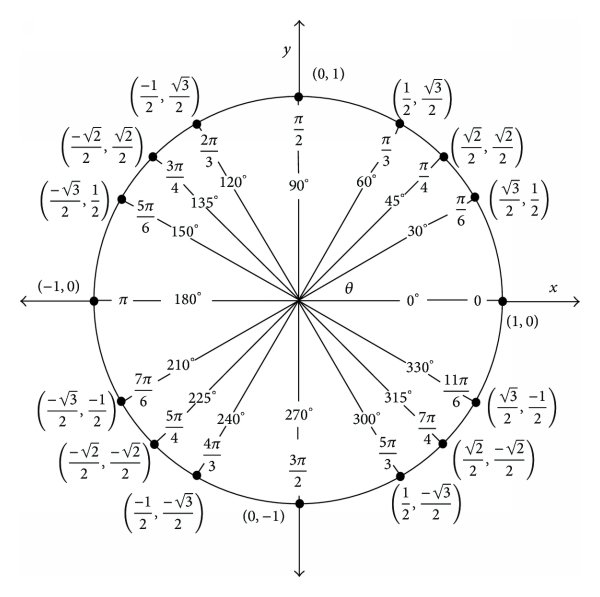 y
(0, 1)
(-1/2, √3/2)
(1/2, √3/2)
(-√2/2, √2/2)
(√2/2, √2/2)
(-√3/2, 1/2)
(√3/2, 1/2)
π/2
2π/3
π/3
3π/4
π/4
5π/6
π/6
120°
90°
60°
135°
45°
150°
30°
(-1, 0)
π
180°
θ
0°
0
x
(1, 0)
210°
330°
7π/6
11π/6
225°
315°
(-√3/2, -1/2)
(√3/2, -1/2)
5π/4
240°
270°
300°
7π/4
4π/3
5π/3
(-√2/2, -√2/2)
(√2/2, -√2/2)
3π/2
(-1/2, -√3/2)
(1/2, -√3/2)
(0, -1)